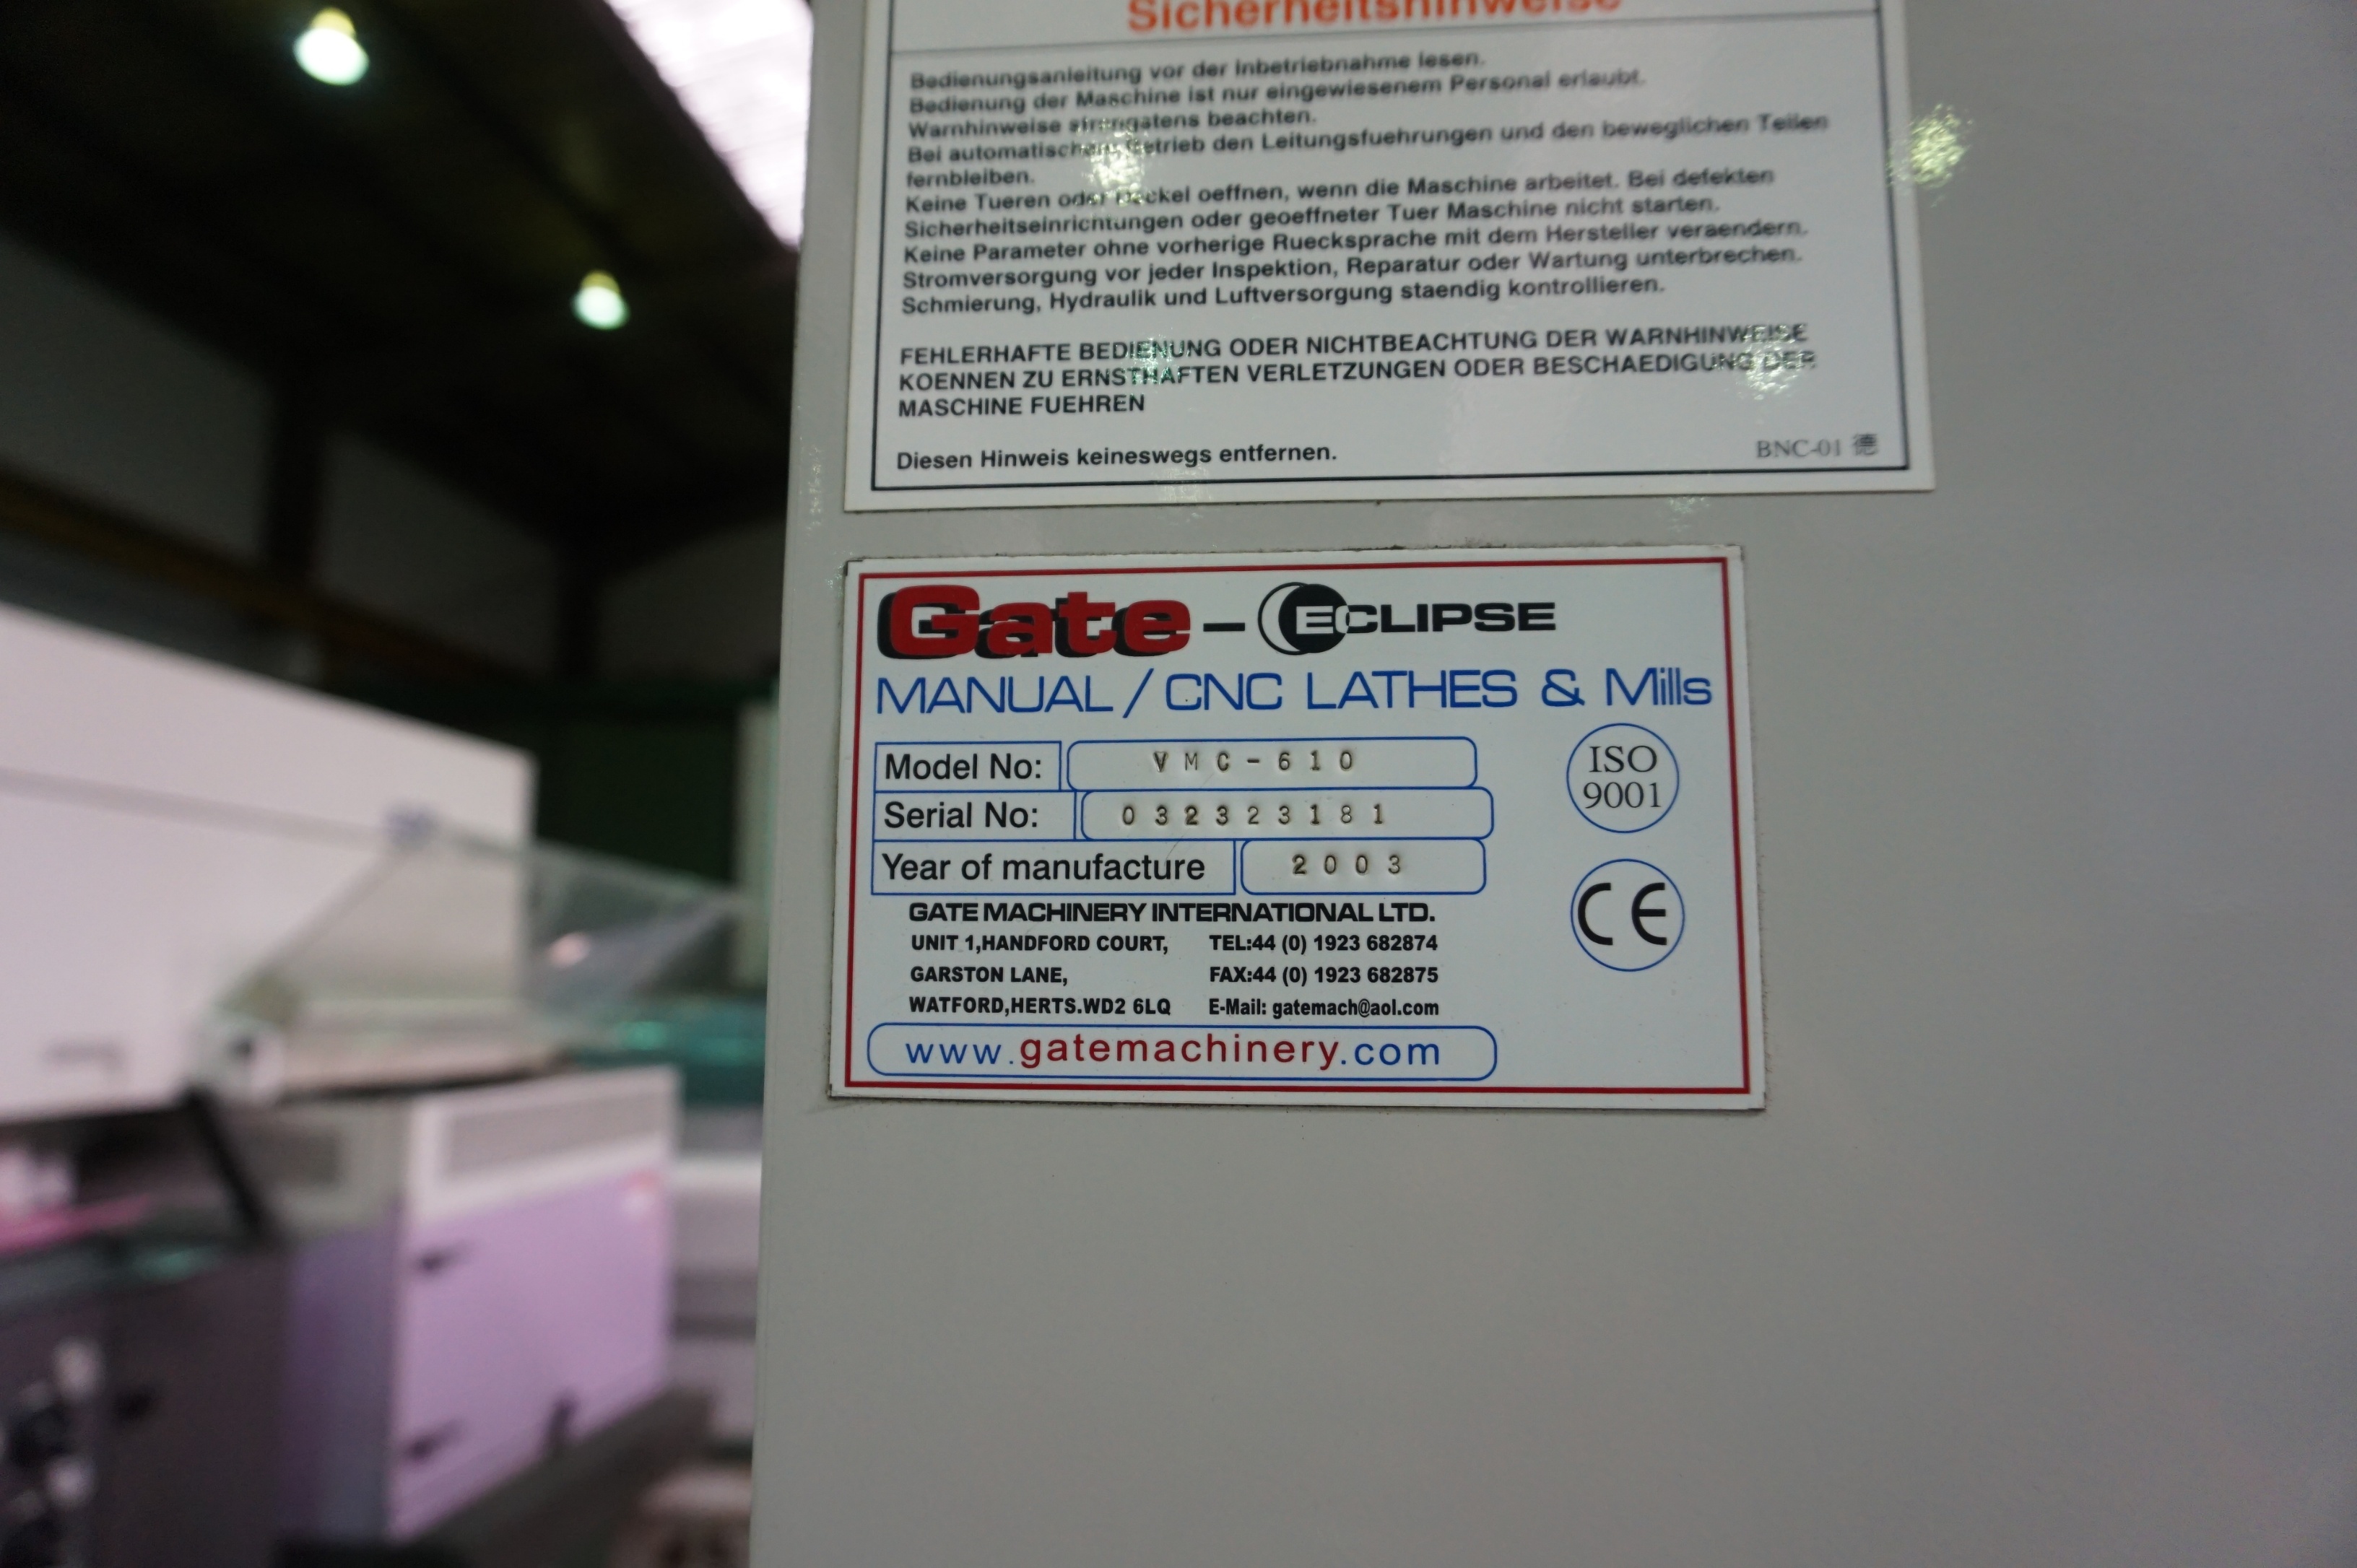 Sicherheitshinweise
Bedienungsanleitung vor der Inbetriebnahme lesen.
Bedienung der Maschine ist nur eingewiesenem Personal erlaubt.
Warnhinweise beachten.
Bei den Leitungsfuehrungen und den beweglichen Teilen
fernbleiben.
Keine Tueren oder Deckel oeffnen, wenn die Maschine arbeitet. Bei defekten
Sicherheitseinrichtungen oder geoeffneter Tuer Maschine nicht starten.
Keine Parameter ohne vorherige Ruecksprache mit dem Hersteller veraendern.
Stromversorgung vor jeder Inspektion, Reparatur oder Wartung unterbrechen.
Schmierung, Hydraulik und Luftversorgung staendig kontrollieren.
FEHLERHAFTE BEDIENUNG ODER NICHTBEACHTUNG DER WARNHINWEISE
KOENNEN ZU ERNSTHAFTEN VERLETZUNGEN ODER BESCHAEDIGUNG DER
MASCHINE FUEHREN
Diesen Hinweis keineswegs entfernen.
BNC-01 德
Gate - ECLIPSE
MANUAL / CNC LATHES & Mills
Model No: VMC-610
Serial No: 032323181
Year of manufacture 2003
ISO
9001
CE
GATE MACHINERY INTERNATIONAL LTD.
UNIT 1,HANDFORD COURT, TEL:44 (0) 1923 682874
GARSTON LANE, FAX:44 (0) 1923 682875
WATFORD,HERTS.WD2 6LQ E-Mail: gatemach@aol.com
www.gatemachinery.com